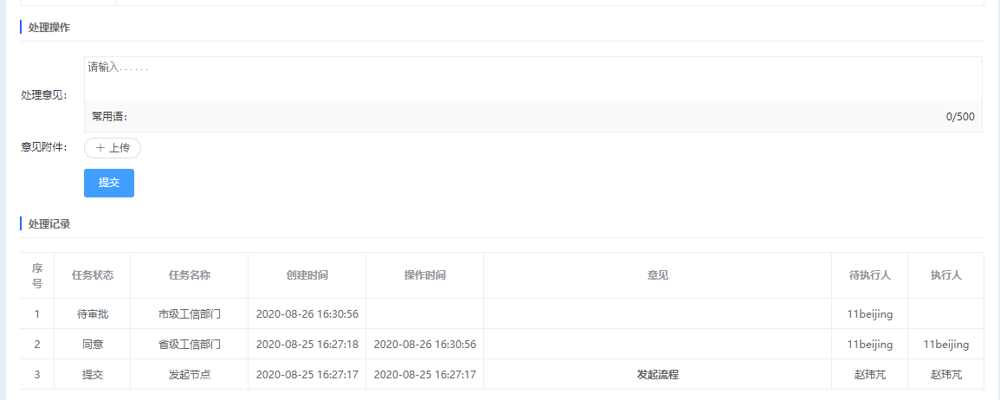 处理操作
请输入......
处理意见：
常用语： 0/500
意见附件： + 上传
提交
处理记录
序号 任务状态 任务名称 创建时间 操作时间 意见 待执行人 执行人
1 待审批 市级工信部门 2020-08-26 16:30:56 11beijing
2 同意 省级工信部门 2020-08-25 16:27:18 2020-08-26 16:30:56 11beijing 11beijing
3 提交 发起节点 2020-08-25 16:27:17 2020-08-25 16:27:17 发起流程 赵玮芃 赵玮芃